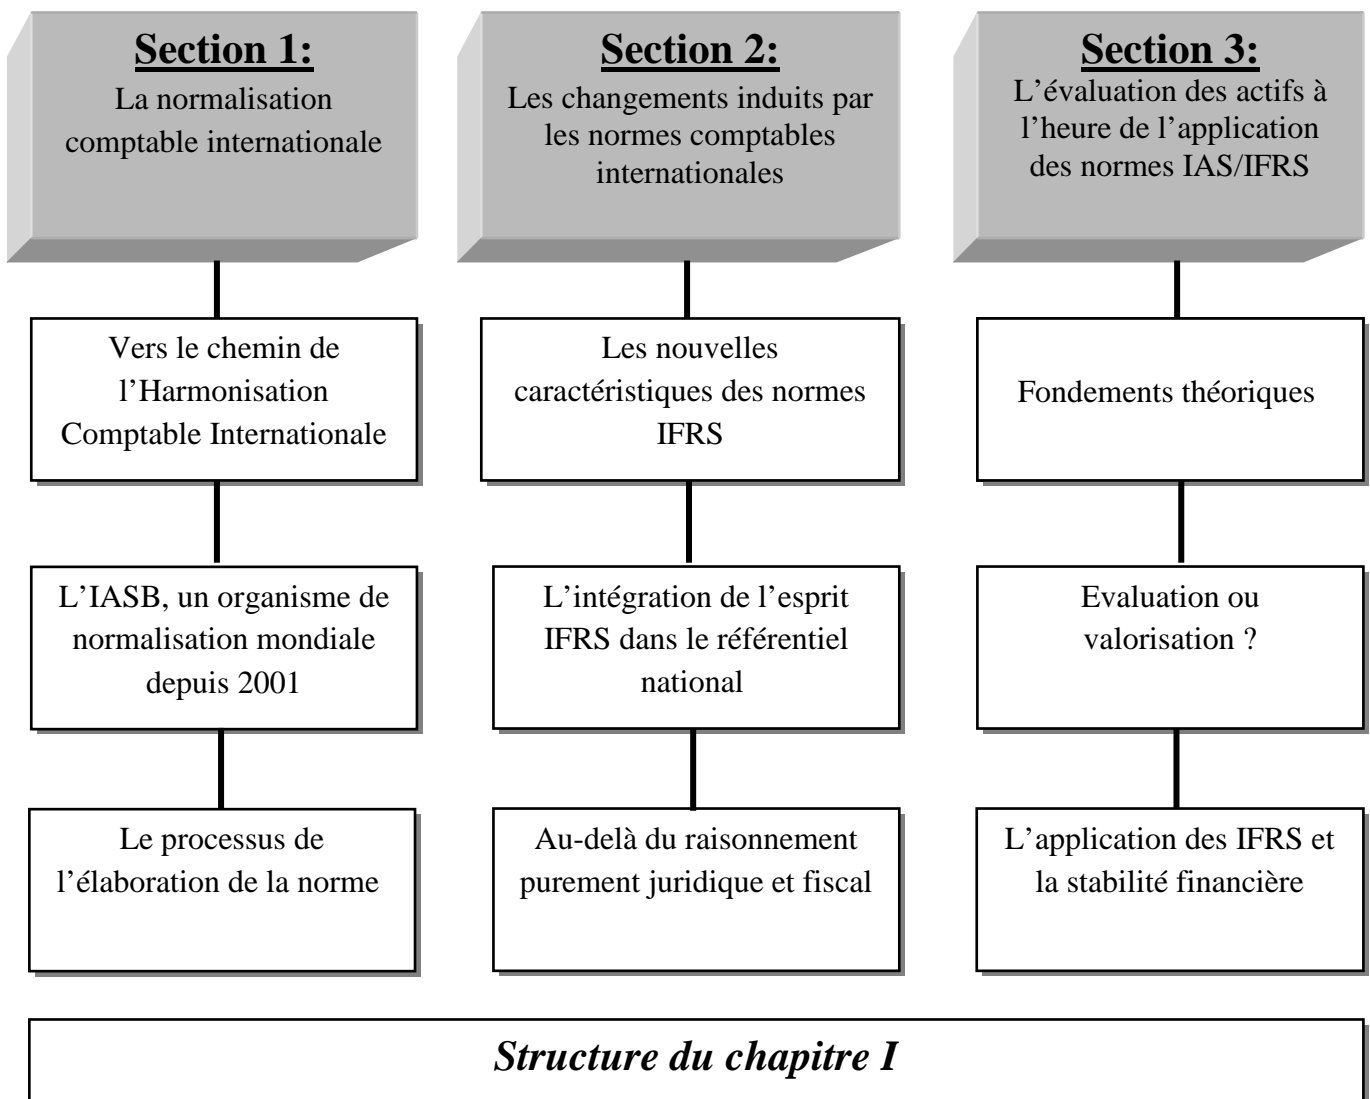 Section 1:
La normalisation
comptable internationale
Vers le chemin de
l’Harmonisation
Comptable Internationale
L’IASB, un organisme de
normalisation mondiale
depuis 2001
Le processus de
l’élaboration de la norme
Section 2:
Les changements induits par
les normes comptables
internationales
Les nouvelles
caractéristiques des normes
IFRS
L’intégration de l’esprit
IFRS dans le référentiel
national
Au-delà du raisonnement
purement juridique et fiscal
Section 3:
L’évaluation des actifs à
l’heure de l’application
des normes IAS/IFRS
Fondements théoriques
Evaluation ou
valorisation ?
L’application des IFRS et
la stabilité financière
Structure du chapitre I